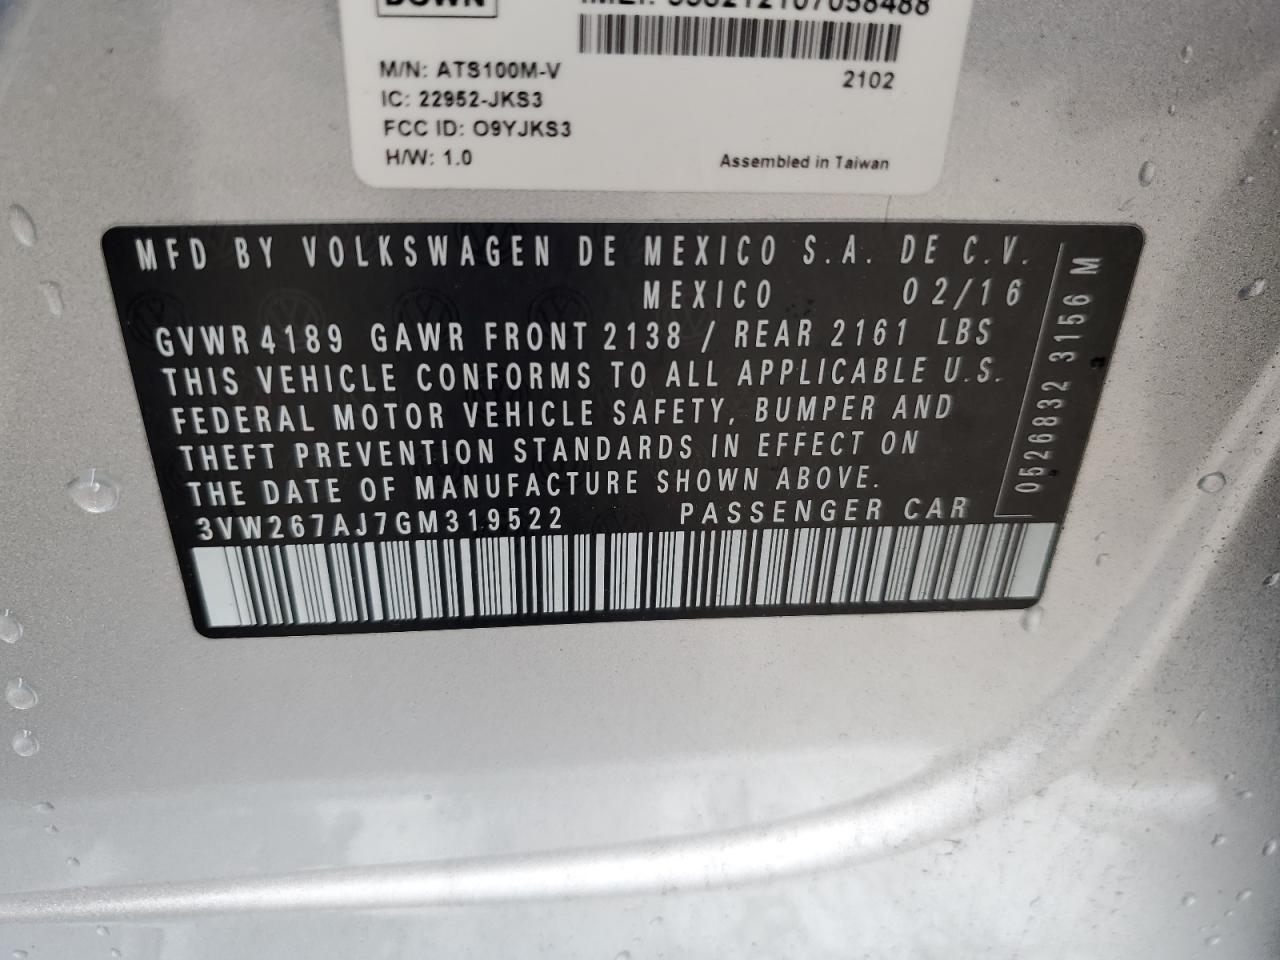 DOWN
M/N: ATS100M-V
2102
IC: 22952-JKS3
FCC ID: O9YJKS3
H/W: 1.0
Assembled in Taiwan
MFD BY VOLKSWAGEN DE MEXICO S.A. DE C.V.
MEXICO 02/16
GVWR 4189 GAWR FRONT 2138 / REAR 2161 LBS
THIS VEHICLE CONFORMS TO ALL APPLICABLE U.S.
FEDERAL MOTOR VEHICLE SAFETY, BUMPER AND
THEFT PREVENTION STANDARDS IN EFFECT ON
THE DATE OF MANUFACTURE SHOWN ABOVE.
3VW267AJ7GM319522 PASSENGER CAR
0526832 3156 M